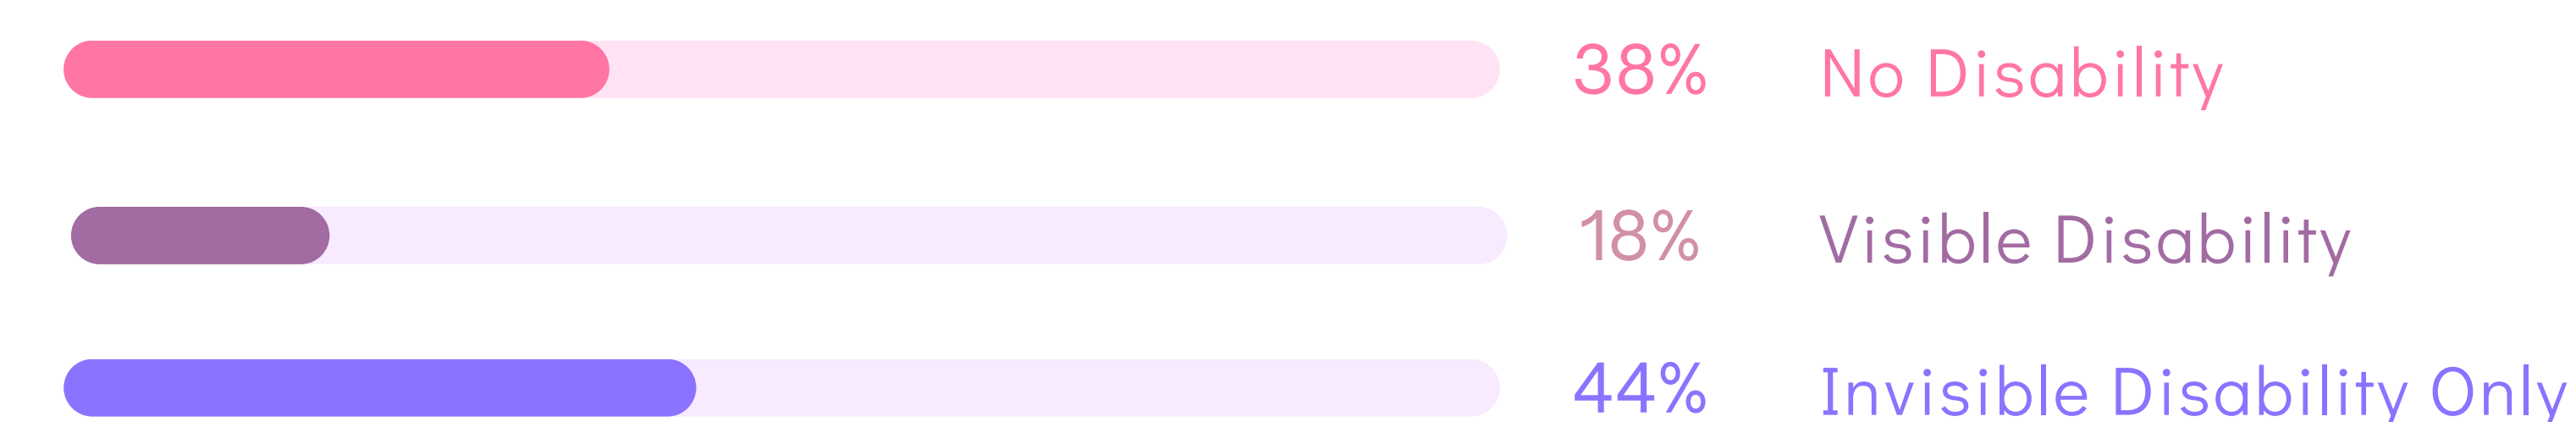 38% No Disability
18% Visible Disability
44% Invisible Disability Only